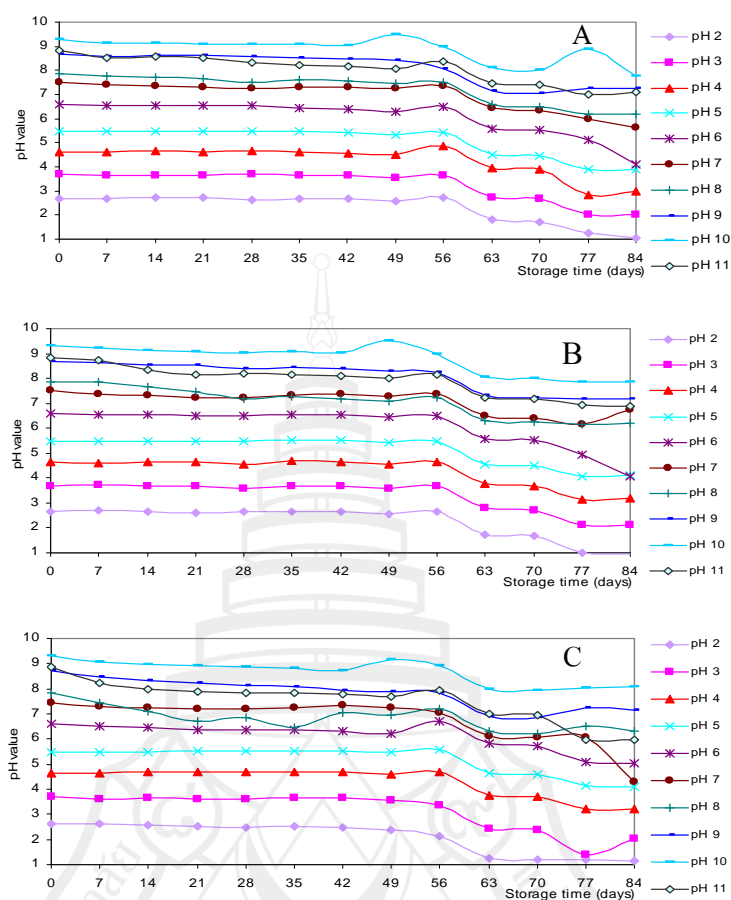 A
pH value
10
9
8
7
6
5
4
3
2
1
0 7 14 21 28 35 42 49 56 63 70 77 84
Storage time (days)
pH 2
pH 3
pH 4
pH 5
pH 6
pH 7
pH 8
pH 9
pH 10
pH 11
B
pH value
10
9
8
7
6
5
4
3
2
1
0 7 14 21 28 35 42 49 56 63 70 77 84
Storage time (days)
pH 2
pH 3
pH 4
pH 5
pH 6
pH 7
pH 8
pH 9
pH 10
pH 11
C
pH value
10
9
8
7
6
5
4
3
2
1
0 7 14 21 28 35 42 49 56 63 70 77 84
Storage time (days)
pH 2
pH 3
pH 4
pH 5
pH 6
pH 7
pH 8
pH 9
pH 10
pH 11